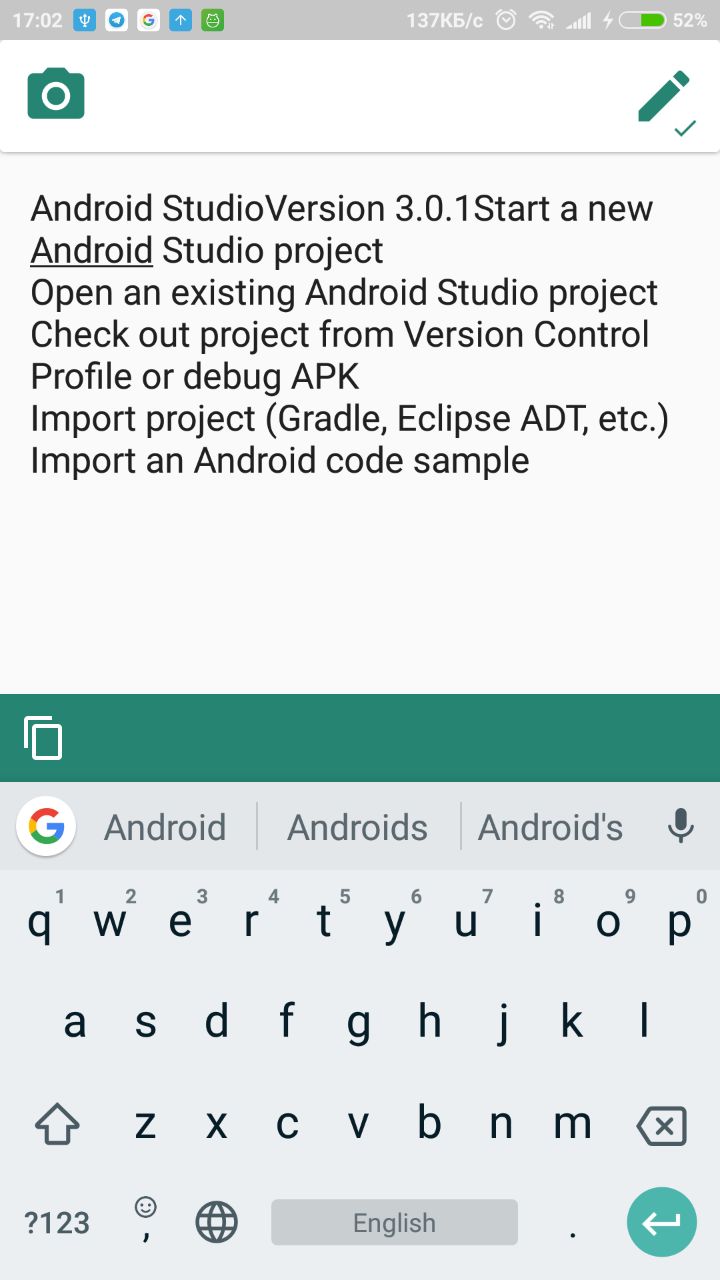 17:02 137КБ/с 52%
Android StudioVersion 3.0.1Start a new
Android Studio project
Open an existing Android Studio project
Check out project from Version Control
Profile or debug APK
Import project (Gradle, Eclipse ADT, etc.)
Import an Android code sample
G Android Androids Android's
1 2 3 4 5 6 7 8 9 0
q w e r t y u i o p
a s d f g h j k l
z x c v b n m
?123 , English .